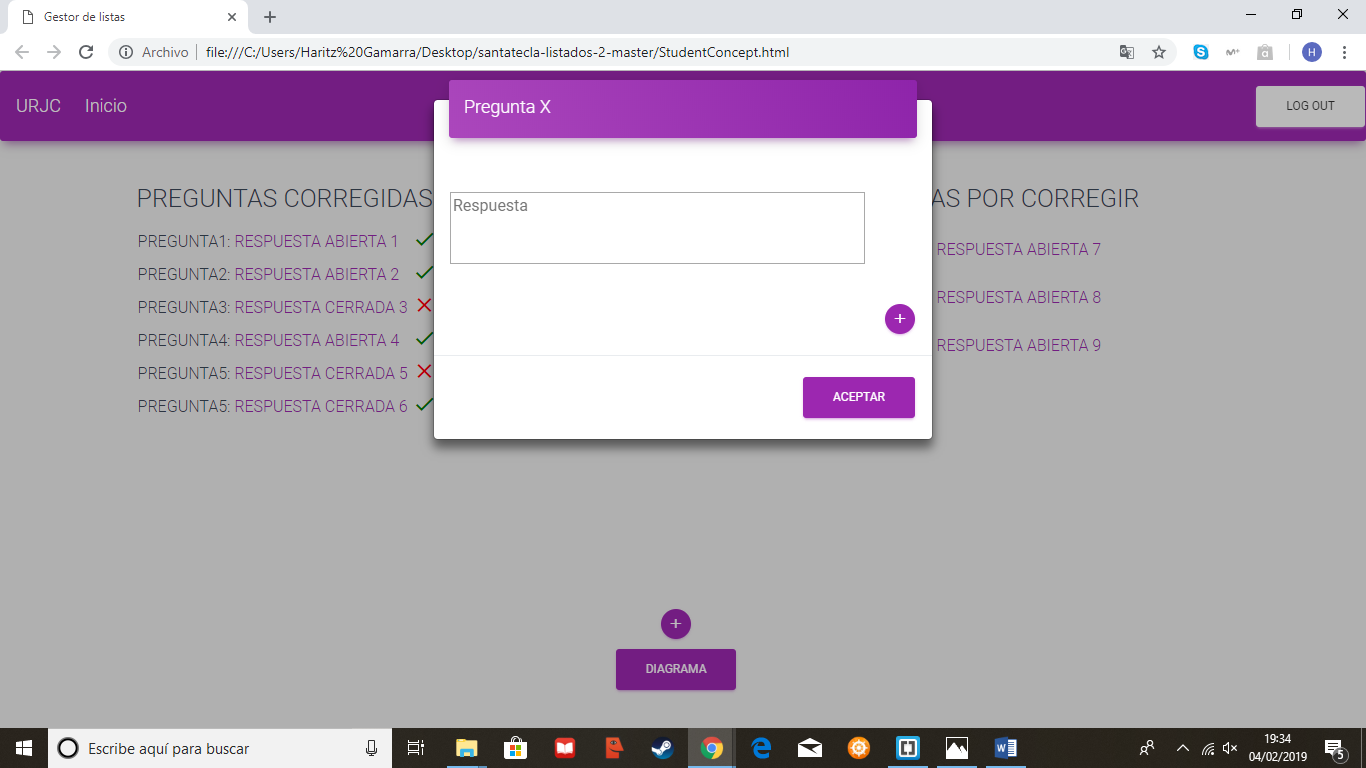 Gestor de listas
Archivo
file:///C:/Users/Haritz%20Gamarra/Desktop/santatecla-listados-2-master/StudentConcept.html
H
URJC Inicio
LOG OUT
Pregunta X
Respuesta
+
ACEPTAR
PREGUNTAS CORREGIDAS
PREGUNTA1: RESPUESTA ABIERTA 1
PREGUNTA2: RESPUESTA ABIERTA 2
PREGUNTA3: RESPUESTA CERRADA 3
PREGUNTA4: RESPUESTA ABIERTA 4
PREGUNTA5: RESPUESTA CERRADA 5
PREGUNTA5: RESPUESTA CERRADA 6
AS POR CORREGIR
RESPUESTA ABIERTA 7
RESPUESTA ABIERTA 8
RESPUESTA ABIERTA 9
+
DIAGRAMA
Escribe aquí para buscar
19:34
04/02/2019
5